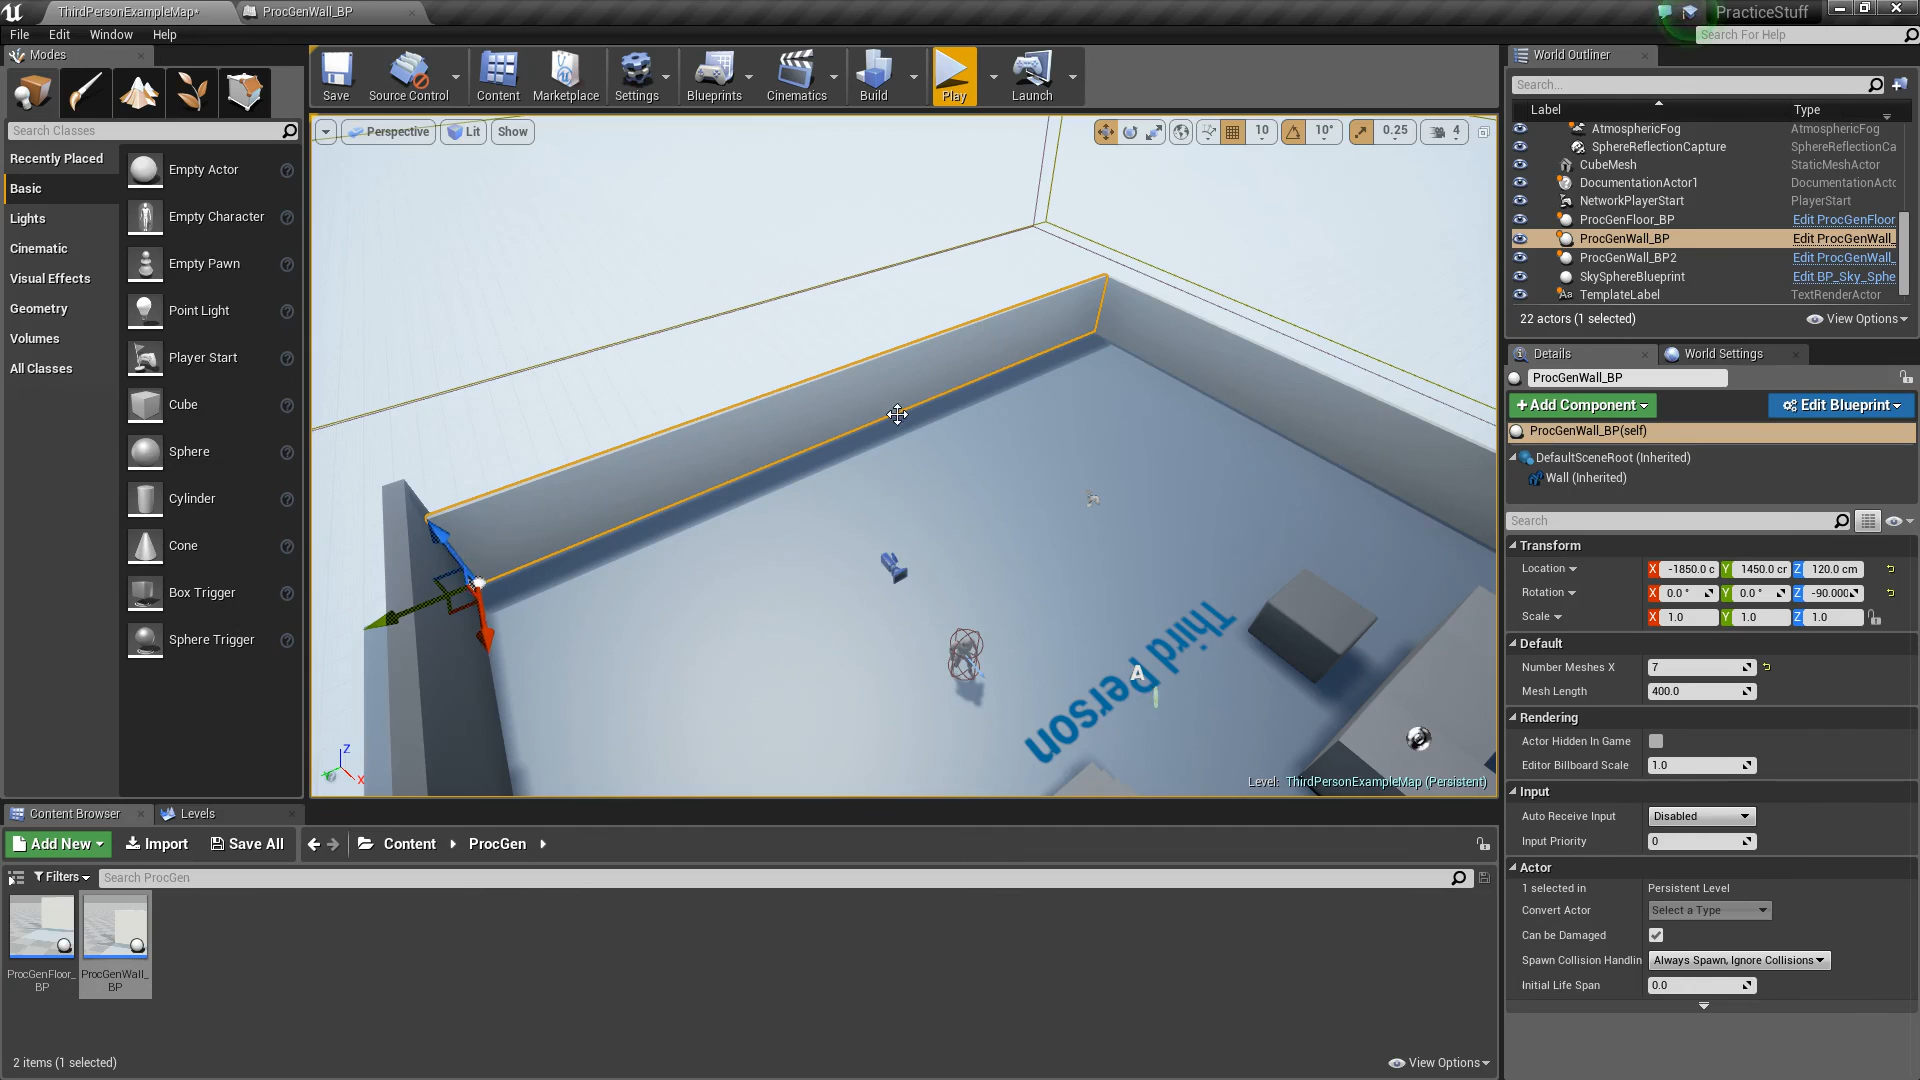 ThirdPersonExampleMap*
ProcGenWall_BP
PracticeStuff
File Edit Window Help
Search For Help
Modes
Search Classes
Recently Placed
Basic
Lights
Cinematic
Visual Effects
Geometry
Volumes
All Classes
Empty Actor
Empty Character
Empty Pawn
Point Light
Player Start
Cube
Sphere
Cylinder
Cone
Box Trigger
Sphere Trigger
Save
Source Control
Content
Marketplace
Settings
Blueprints
Cinematics
Build
Play
Launch
Perspective
Lit
Show
10
10°
0.25
4
Third Person
A
Z
X
Level: ThirdPersonExampleMap (Persistent)
World Outliner
Search...
Label Type
AtmosphericFog AtmosphericFog
SphereReflectionCapture SphereReflectionCa
CubeMesh StaticMeshActor
DocumentationActor1 DocumentationActo
NetworkPlayerStart PlayerStart
ProcGenFloor_BP Edit ProcGenFloor
ProcGenWall_BP Edit ProcGenWall_
ProcGenWall_BP2 Edit ProcGenWall_
SkySphereBlueprint Edit BP_Sky_Sphe
TemplateLabel TextRenderActor
22 actors (1 selected)
View Options
Details
World Settings
ProcGenWall_BP
+Add Component
Edit Blueprint
ProcGenWall_BP(self)
DefaultSceneRoot (Inherited)
Wall (Inherited)
Search
Transform
Location X -1850.0 c Y 1450.0 cr Z 120.0 cm
Rotation X 0.0 ° Y 0.0 ° Z -90.000
Scale X 1.0 Y 1.0 Z 1.0
Default
Number Meshes X 7
Mesh Length 400.0
Rendering
Actor Hidden In Game
Editor Billboard Scale 1.0
Input
Auto Receive Input Disabled
Input Priority 0
Actor
1 selected in Persistent Level
Convert Actor Select a Type
Can be Damaged
Spawn Collision Handlin Always Spawn, Ignore Collisions
Initial Life Span 0.0
Content Browser
Levels
Add New
Import
Save All
Content
ProcGen
Filters
Search ProcGen
ProcGenFloor_
BP
ProcGenWall_
BP
2 items (1 selected)
View Options